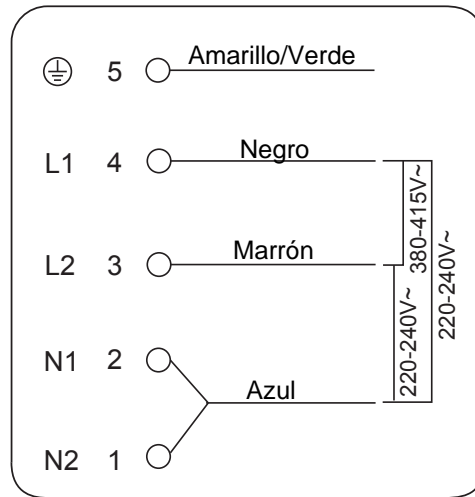 5 Amarillo/Verde
L1 4 Negro
L2 3 Marrón
N1 2
Azul
N2 1
380-415V~
220-240V~
220-240V~